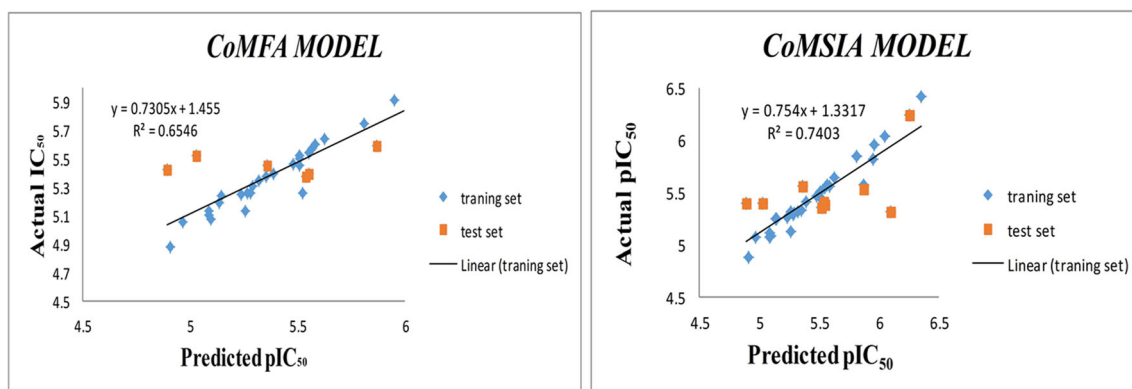 CoMFA MODEL
y = 0.7305x + 1.455
R² = 0.6546
5.9
5.7
5.5
5.3
5.1
4.9
4.7
4.5
4.5 5 5.5 6
Actual IC50
Predicted pIC50
traning set
test set
Linear (traning set)
CoMSIA MODEL
y = 0.754x + 1.3317
R² = 0.7403
6.5
6
5.5
5
4.5
4.5 5 5.5 6 6.5
Actual pIC50
Predicted pIC50
traning set
test set
Linear (traning set)